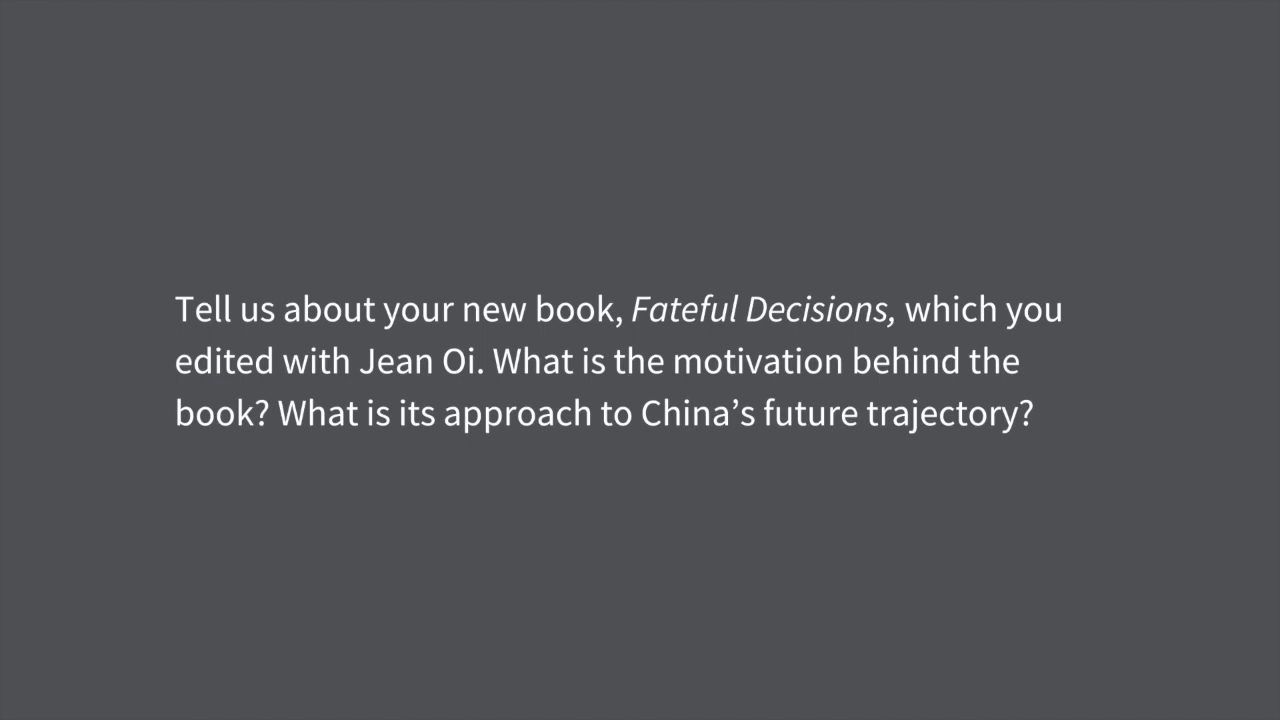 Tell us about your new book, Fateful Decisions, which you
edited with Jean Oi. What is the motivation behind the
book? What is its approach to China’s future trajectory?